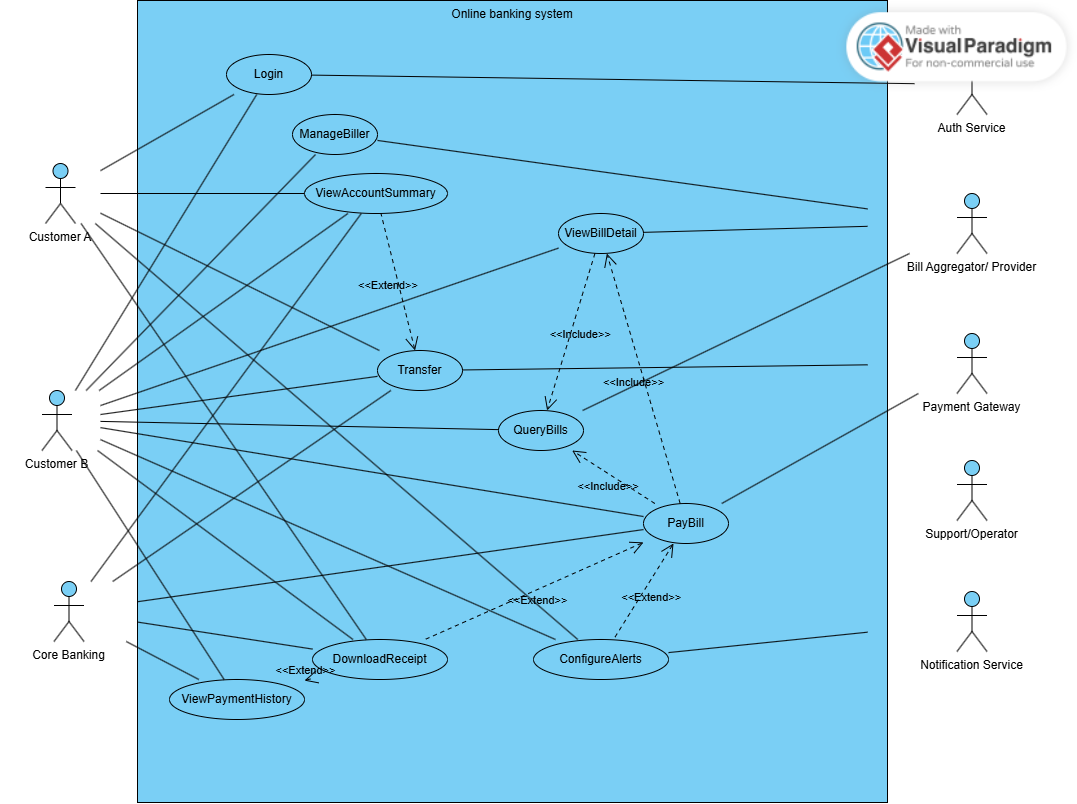 Online banking system
Made with
Visual Paradigm
For non-commercial use
Login
Auth Service
ManageBiller
ViewAccountSummary
Customer A
ViewBillDetail
Bill Aggregator/ Provider
<<Extend>>
<<Include>>
Transfer
<<Include>>
Payment Gateway
QueryBills
Customer B
<<Include>>
PayBill
Support/Operator
<<Extend>>
<<Extend>>
Core Banking
DownloadReceipt
ConfigureAlerts
Notification Service
<<Extend>>
ViewPaymentHistory